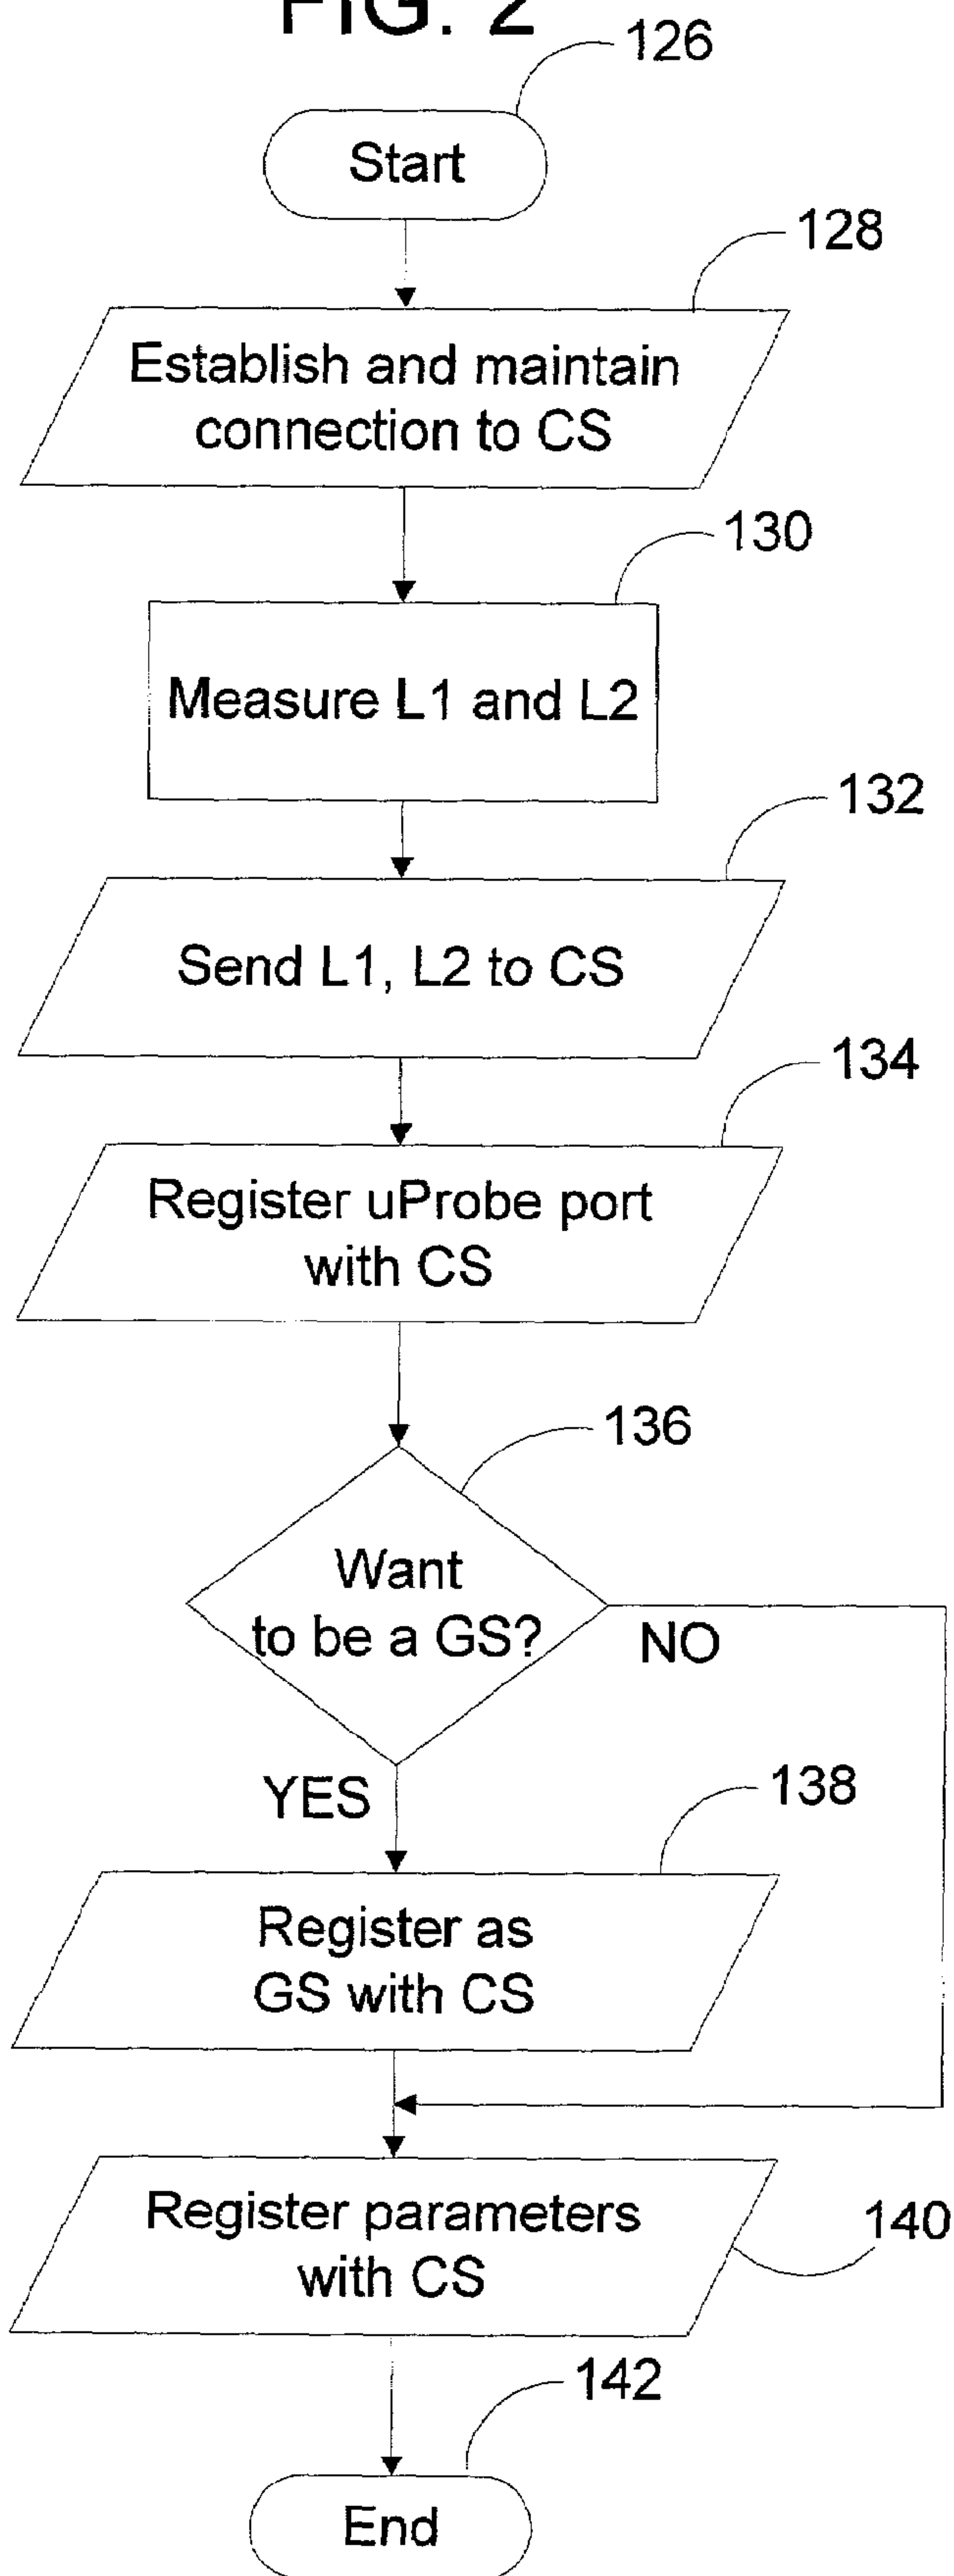 FIG. 2
126
Start
128
Establish and maintain
connection to CS
130
Measure L1 and L2
132
Send L1, L2 to CS
134
Register uProbe port
with CS
136
Want
to be a GS?
NO
YES
138
Register as
GS with CS
Register parameters
with CS
140
142
End